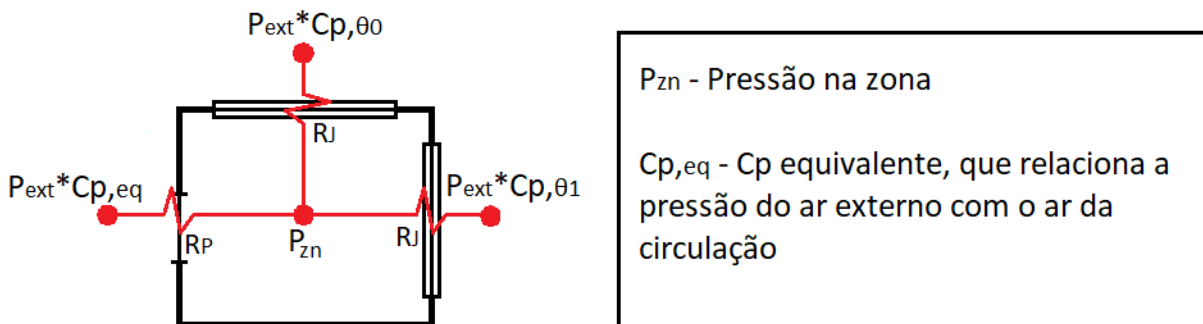 Pext*Cp,θ0
RJ
Pext*Cp,eq
Pext*Cp,θ1
RP
Pzn
RJ
Pzn - Pressão na zona
Cp,eq - Cp equivalente, que relaciona a
pressão do ar externo com o ar da
circulação